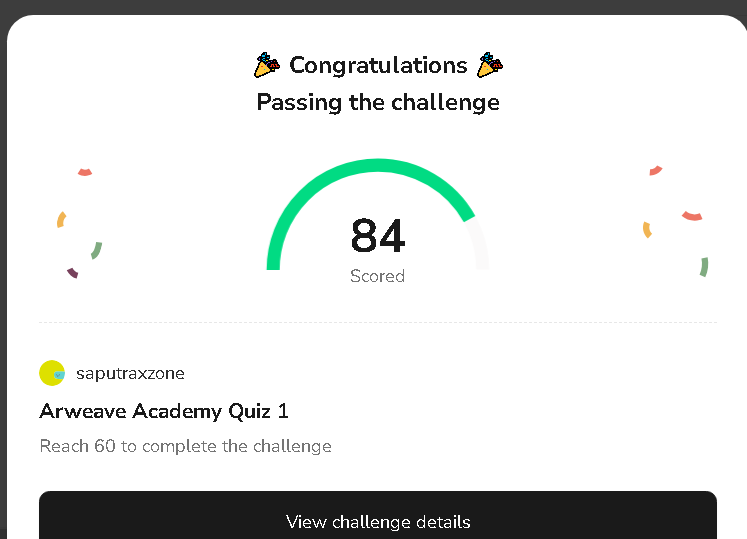 🎉 Congratulations 🎉
Passing the challenge
84
Scored
saputraxzone
Arweave Academy Quiz 1
Reach 60 to complete the challenge
View challenge details